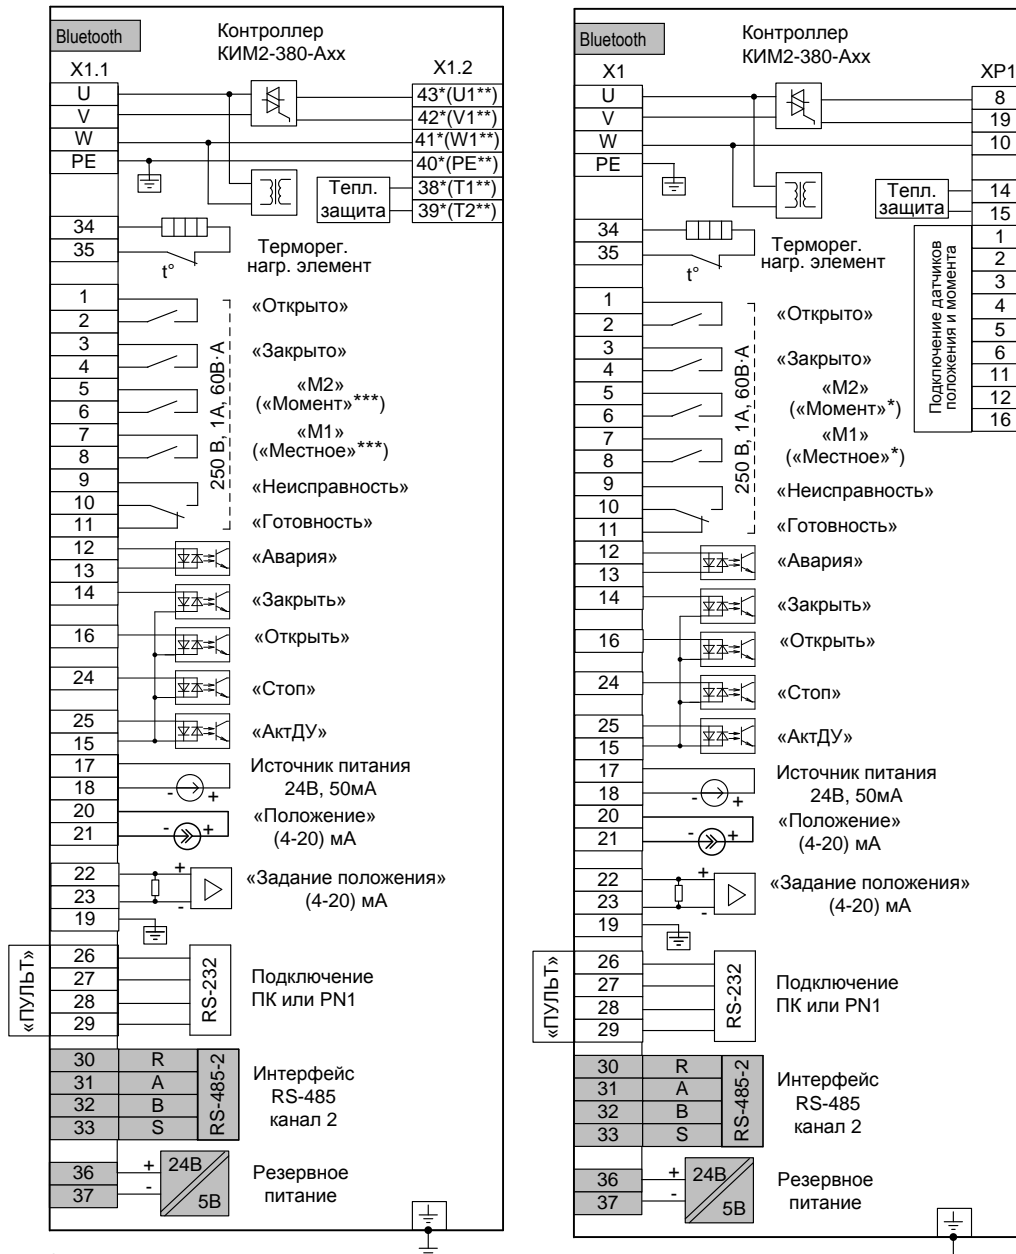 Bluetooth
Контроллер
КИМ2-380-Ахх
X1.1
X1.2
U
43*(U1**)
V
42*(V1**)
W
41*(W1**)
PE
40*(PE**)
Тепл.
защита
38*(T1**)
39*(T2**)
34
35
t°
Терморег.
нагр. элемент
1
2
«Открыто»
3
4
«Закрыто»
5
6
«М2»
(«Момент»***)
7
8
«М1»
(«Местное»***)
250 В, 1А, 60В·А
9
«Неисправность»
10
11
«Готовность»
12
13
«Авария»
14
«Закрыть»
16
«Открыть»
24
«Стоп»
25
15
«АктДУ»
17
18
- +
Источник питания
24В, 50мА
20
21
- +
«Положение»
(4-20) мА
22
23
+
-
«Задание положения»
(4-20) мА
19
«ПУЛЬТ»
26
27
28
29
RS-232
Подключение
ПК или PN1
30 R
31 A
32 B
33 S
RS-485-2
Интерфейс
RS-485
канал 2
36 +
37 -
24В
5В
Резервное
питание
Bluetooth
Контроллер
КИМ2-380-Ахх
X1
XP1
U
8
V
19
W
10
PE
Тепл.
защита
14
15
34
35
t°
Терморег.
нагр. элемент
Подключение датчиков
положения и момента
1
2
3
4
5
6
11
12
16
1
2
«Открыто»
3
4
«Закрыто»
5
6
«М2»
(«Момент»*)
7
8
«М1»
(«Местное»*)
250 В, 1А, 60В·А
9
«Неисправность»
10
11
«Готовность»
12
13
«Авария»
14
«Закрыть»
16
«Открыть»
24
«Стоп»
25
15
«АктДУ»
17
18
- +
Источник питания
24В, 50мА
20
21
- +
«Положение»
(4-20) мА
22
23
+
-
«Задание положения»
(4-20) мА
19
«ПУЛЬТ»
26
27
28
29
RS-232
Подключение
ПК или PN1
30 R
31 A
32 B
33 S
RS-485-2
Интерфейс
RS-485
канал 2
36 +
37 -
24В
5В
Резервное
питание